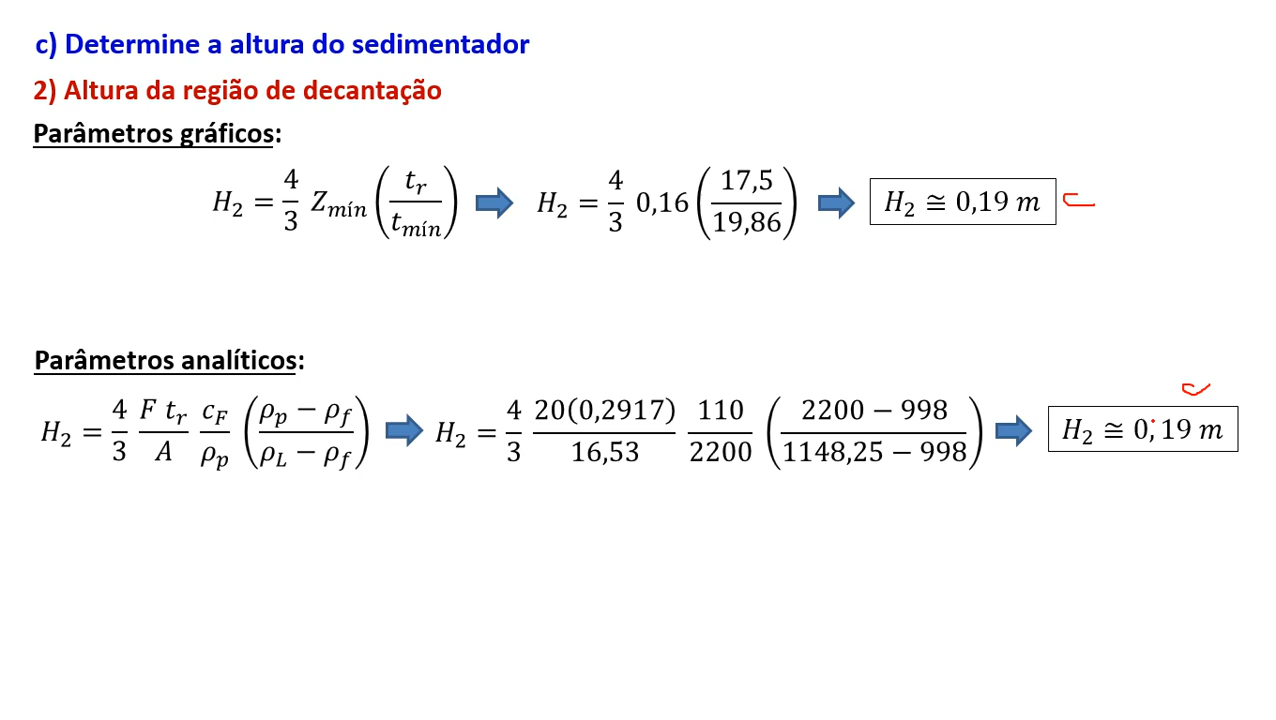 c) Determine a altura do sedimentador
2) Altura da região de decantação
Parâmetros gráficos:
H₂ = 4/3 Z_mín (t_r / t_mín) H₂ = 4/3 0,16 (17,5 / 19,86) H₂ ≅ 0,19 m
Parâmetros analíticos:
H₂ = 4/3 F t_r / A c_F / ρ_p (ρ_p − ρ_f / ρ_L − ρ_f) H₂ = 4/3 20(0,2917) / 16,53 110 / 2200 (2200 − 998 / 1148,25 − 998) H₂ ≅ 0,19 m